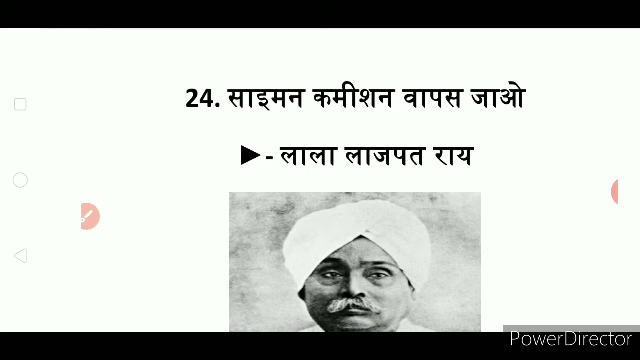 24. साइमन कमीशन वापस जाओ
►- लाला लाजपत राय
PowerDirector